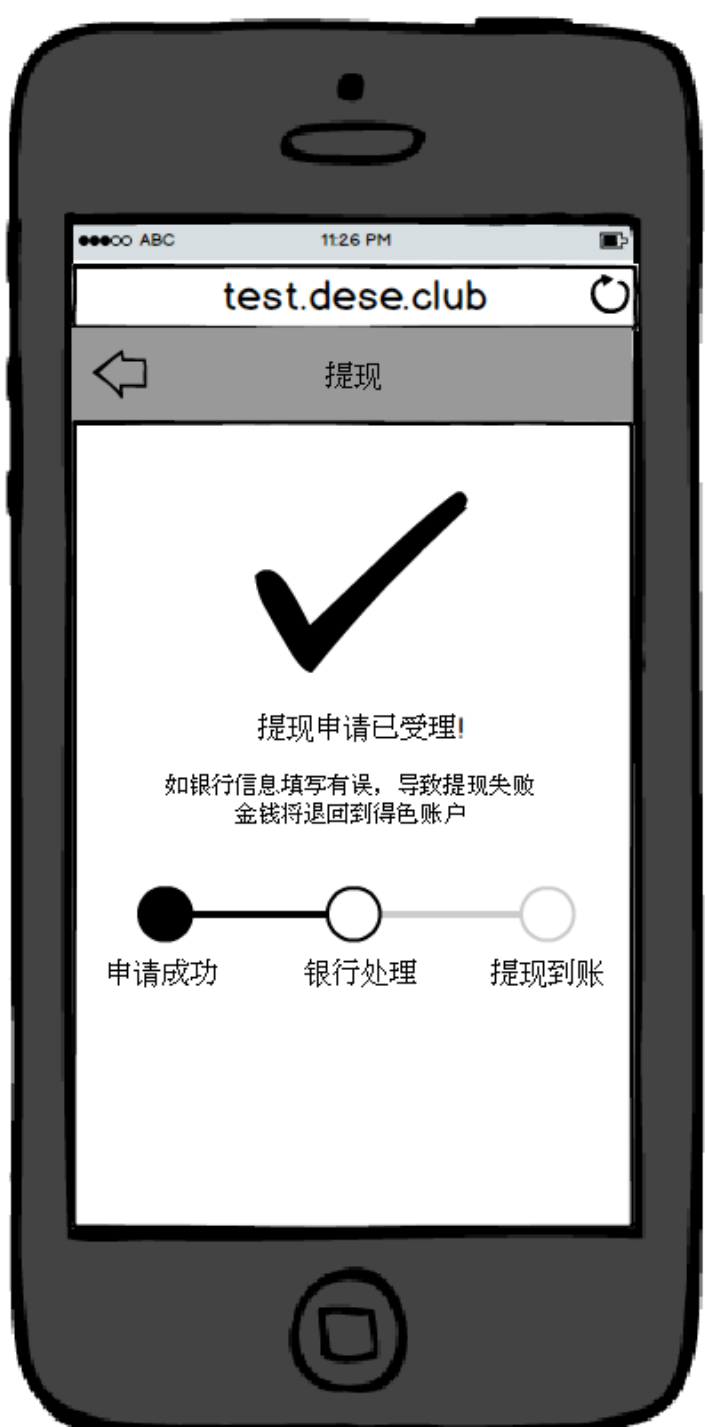 ABC 11:26 PM
test.dese.club
提现
提现申请已受理!
如银行信息填写有误，导致提现失败
金钱将退回到得色账户
申请成功 银行处理 提现到账